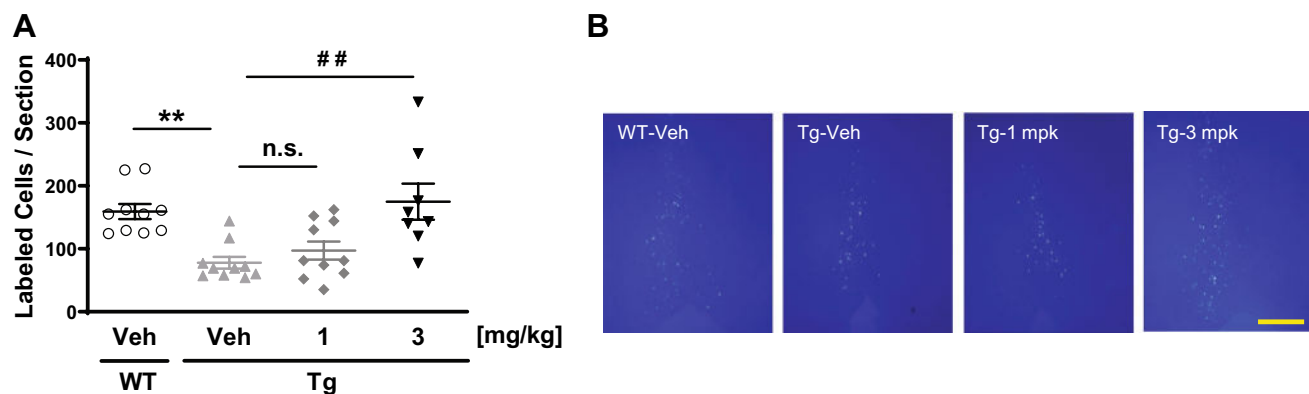 A
Labeled Cells / Section
400
300
200
100
0
**
n.s.
# #
Veh Veh 1 3 [mg/kg]
WT Tg
B
WT-Veh
Tg-Veh
Tg-1 mpk
Tg-3 mpk